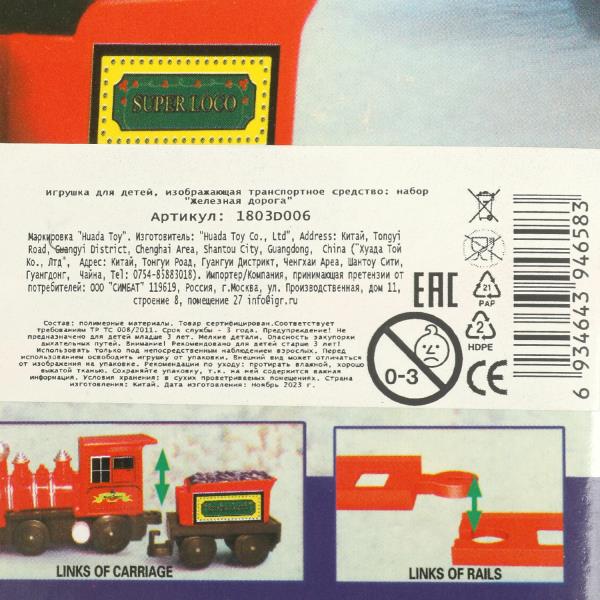 SUPER LOCO
Игрушка для детей, изображающая транспортное средство: набор
"Железная дорога"
Артикул: 1803D006
Маркировка "Huada Toy". Изготовитель: "Huada Toy Co., Ltd", Address: Китай, Tongyi
Road, Guangyi District, Chenghai Area, Shantou City, Guangdong, China ("Хуада Той
Ко., Лтд", Адрес: Китай, Тонгуи Роад, Гуангуи Дистрикт, Ченгхаи Ареа, Шантоу Сити,
Гуангдонг, Чайна, Tel: 0754-85883018). Импортер/Компания, принимающая претензии от
потребителей: ООО "СИМБАТ" 119619, Россия, г.Москва, ул. Производственная, дом 11,
строение 8, помещение 27 info@igr.ru
Состав: полимерные материалы. Товар сертифицирован.Соответствует
требованиям ТР ТС 008/2011. Срок службы - 3 года. Предупреждение! Не
предназначено для детей младше 3 лет. Мелкие детали. Опасность закупорки
дыхательных путей. Внимание! Рекомендовано для детей старше 3 лет!
Использовать только под непосредственным наблюдением взрослых. Перед
использованием освободить игрушку от упаковки. Внешний вид может отличаться
от изображения на упаковке. Рекомендации по уходу: протирать влажной, хорошо
выжатой тканью. Сохраняйте упаковку, т.к. на ней содержится важная
информация. Условия хранения: в сухих проветриваемых помещениях. Страна
изготовления: Китай. Дата изготовления: Ноябрь 2023 г.
EAC
21
PAP
2
HDPE
0-3
CE
6 934643 946583
SUPER LOCO
LINKS OF CARRIAGE
LINKS OF RAILS